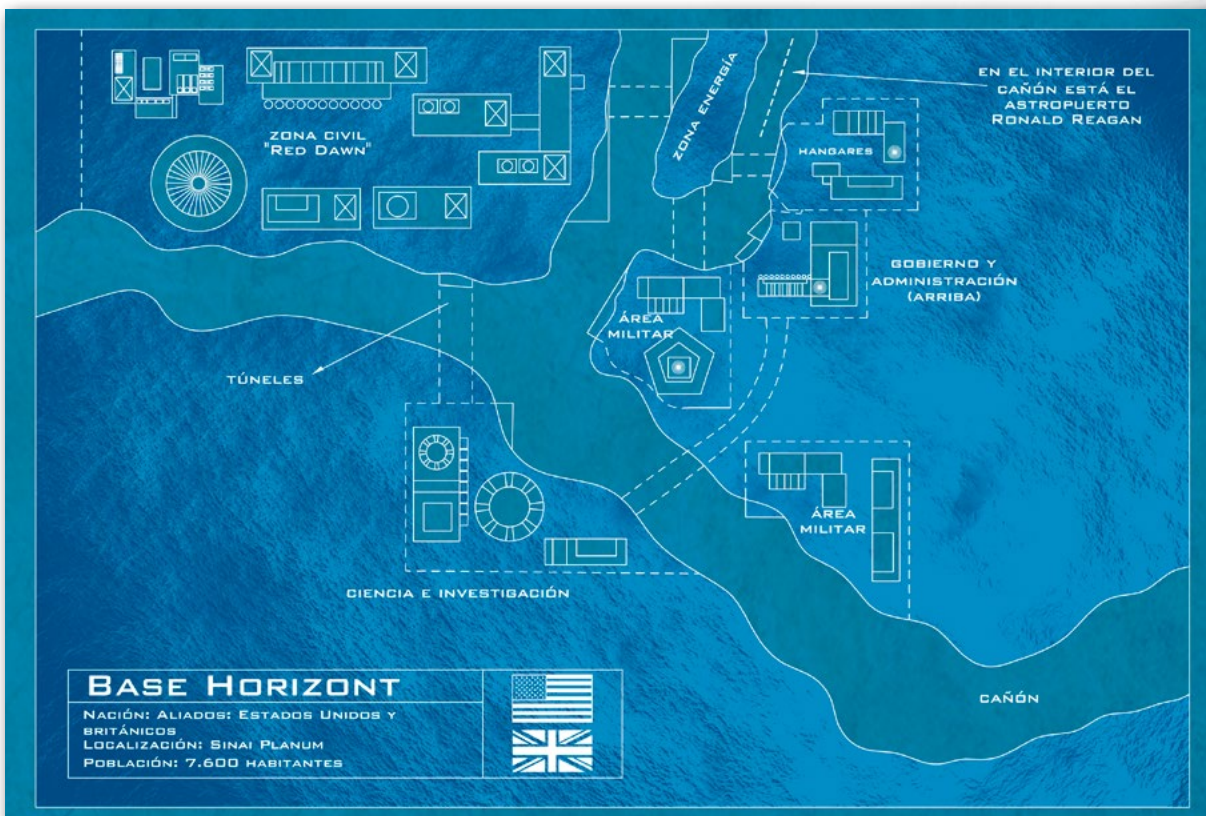 ZONA CIVIL
"RED DAWN"
ZONA ENERGÍA
EN EL INTERIOR DEL
CAÑÓN ESTÁ EL
ASTROPUERTO
RONALD REAGAN
HANGARES
GOBIERNO Y
ADMINISTRACIÓN
(ARRIBA)
ÁREA
MILITAR
TÚNELES
ÁREA
MILITAR
CIENCIA E INVESTIGACIÓN
CAÑÓN
BASE HORIZONT
NACIÓN: ALIADOS: ESTADOS UNIDOS Y
BRITÁNICOS
LOCALIZACIÓN: SINAI PLANUM
POBLACIÓN: 7.600 HABITANTES